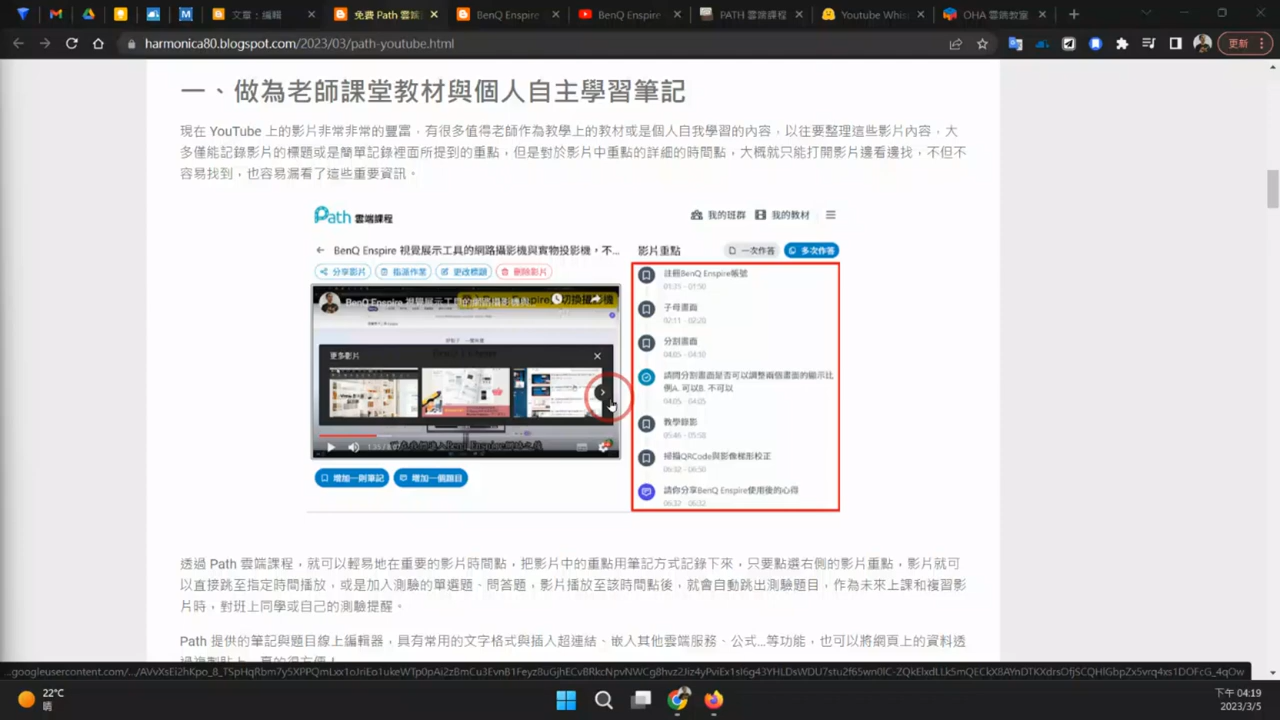 文章：編輯
免費 Path 雲端
BenQ Enspire
BenQ Enspire
PATH 雲端課程
Youtube Whis
OHA 雲端教室
harmonica80.blogspot.com/2023/03/path-youtube.html
更新
一、做為老師課堂教材與個人自主學習筆記
現在 YouTube 上的影片非常非常的豐富，有很多值得老師作為教學上的教材或是個人自我學習的內容，以往要整理這些影片內容，大
多僅能記錄影片的標題或是簡單記錄裡面所提到的重點，但是對於影片中重點的詳細的時間點，大概就只能打開影片邊看邊找，不但不
容易找到，也容易漏看了這些重要資訊。
Path 雲端課程
我的班群 我的教材
BenQ Enspire 視覺展示工具的網路攝影機與實物投影機，不...
影片重點 一次作答 多次作答
分享影片 指派作業 更改標題 刪除影片
註冊BenQ Enspire帳號
01:35 - 01:50
子母畫面
02:11 - 02:20
分割畫面
04:05 - 04:10
請問分割畫面是否可以調整兩個畫面的顯示比
例A. 可以B. 不可以
04:05 - 04:05
教學錄影
05:46 - 05:58
掃描QRCode與影像梯形校正
06:32 - 06:50
請你分享BenQ Enspire使用後的心得
06:32 - 06:32
更多影片
增加一則筆記 增加一個題目
透過 Path 雲端課程，就可以輕易地在重要的影片時間點，把影片中的重點用筆記方式記錄下來，只要點選右側的影片重點，影片就可
以直接跳至指定時間播放，或是加入測驗的單選題、問答題，影片播放至該時間點後，就會自動跳出測驗題目，作為未來上課和複習影
片時，對班上同學或自己的測驗提醒。
Path 提供的筆記與題目線上編輯器，具有常用的文字格式與插入超連結、嵌入其他雲端服務、公式...等功能，也可以將網頁上的資料透
22°C
晴
下午 04:19
2023/3/5